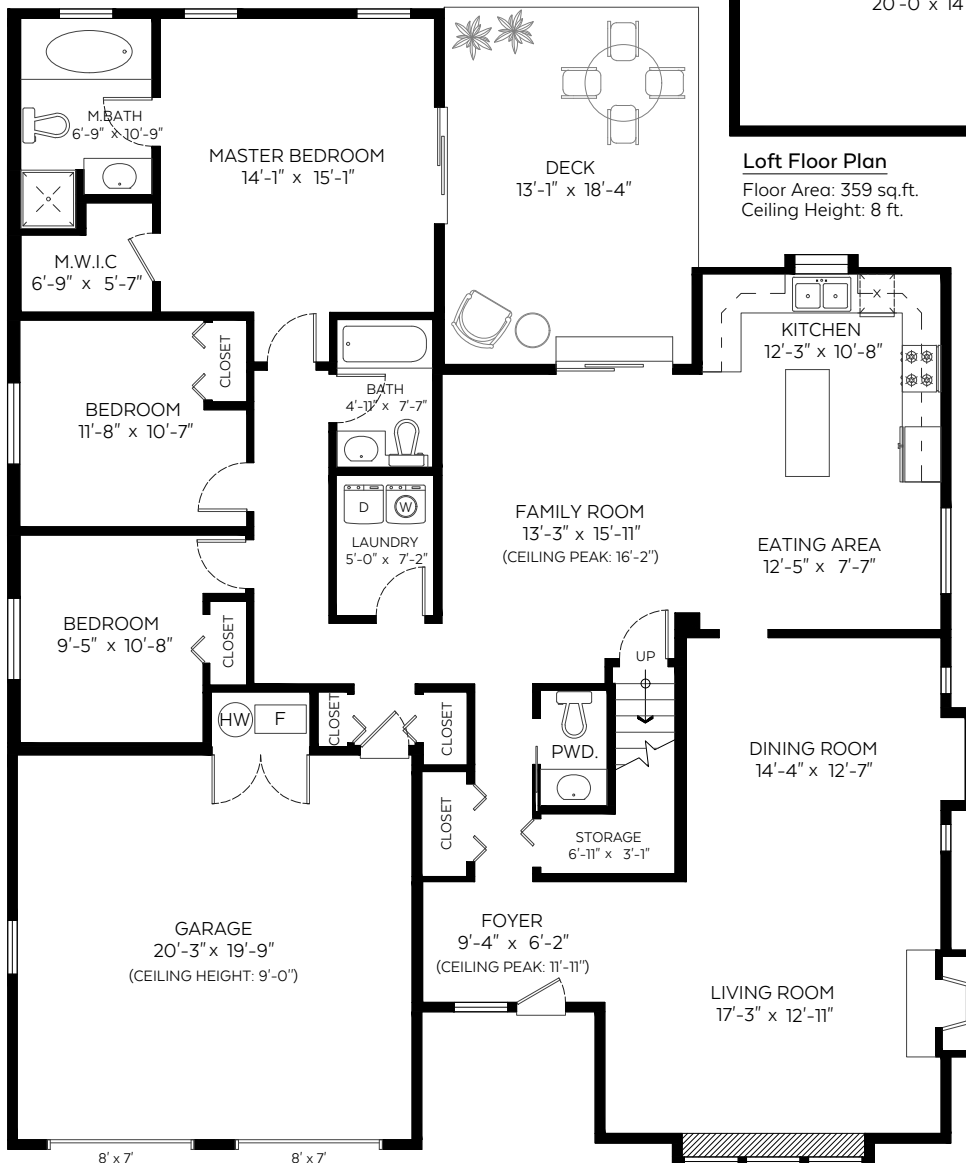 20'-0 x 14
Loft Floor Plan
Floor Area: 359 sq.ft.
Ceiling Height: 8 ft.
M.BATH
6'-9" x 10'-9"
MASTER BEDROOM
14'-1" x 15'-1"
DECK
13'-1" x 18'-4"
M.W.I.C
6'-9" x 5'-7"
KITCHEN
12'-3" x 10'-8"
x
CLOSET
BEDROOM
11'-8" x 10'-7"
BATH
4'-11" x 7'-7"
D
W
LAUNDRY
5'-0" x 7'-2"
FAMILY ROOM
13'-3" x 15'-11"
(CEILING PEAK: 16'-2")
EATING AREA
12'-5" x 7'-7"
BEDROOM
9'-5" x 10'-8"
CLOSET
UP
HW
F
CLOSET
CLOSET
PWD.
DINING ROOM
14'-4" x 12'-7"
CLOSET
STORAGE
6'-11" x 3'-1"
GARAGE
20'-3" x 19'-9"
(CEILING HEIGHT: 9'-0")
FOYER
9'-4" x 6'-2"
(CEILING PEAK: 11'-11")
LIVING ROOM
17'-3" x 12'-11"
8' x 7'
8' x 7'